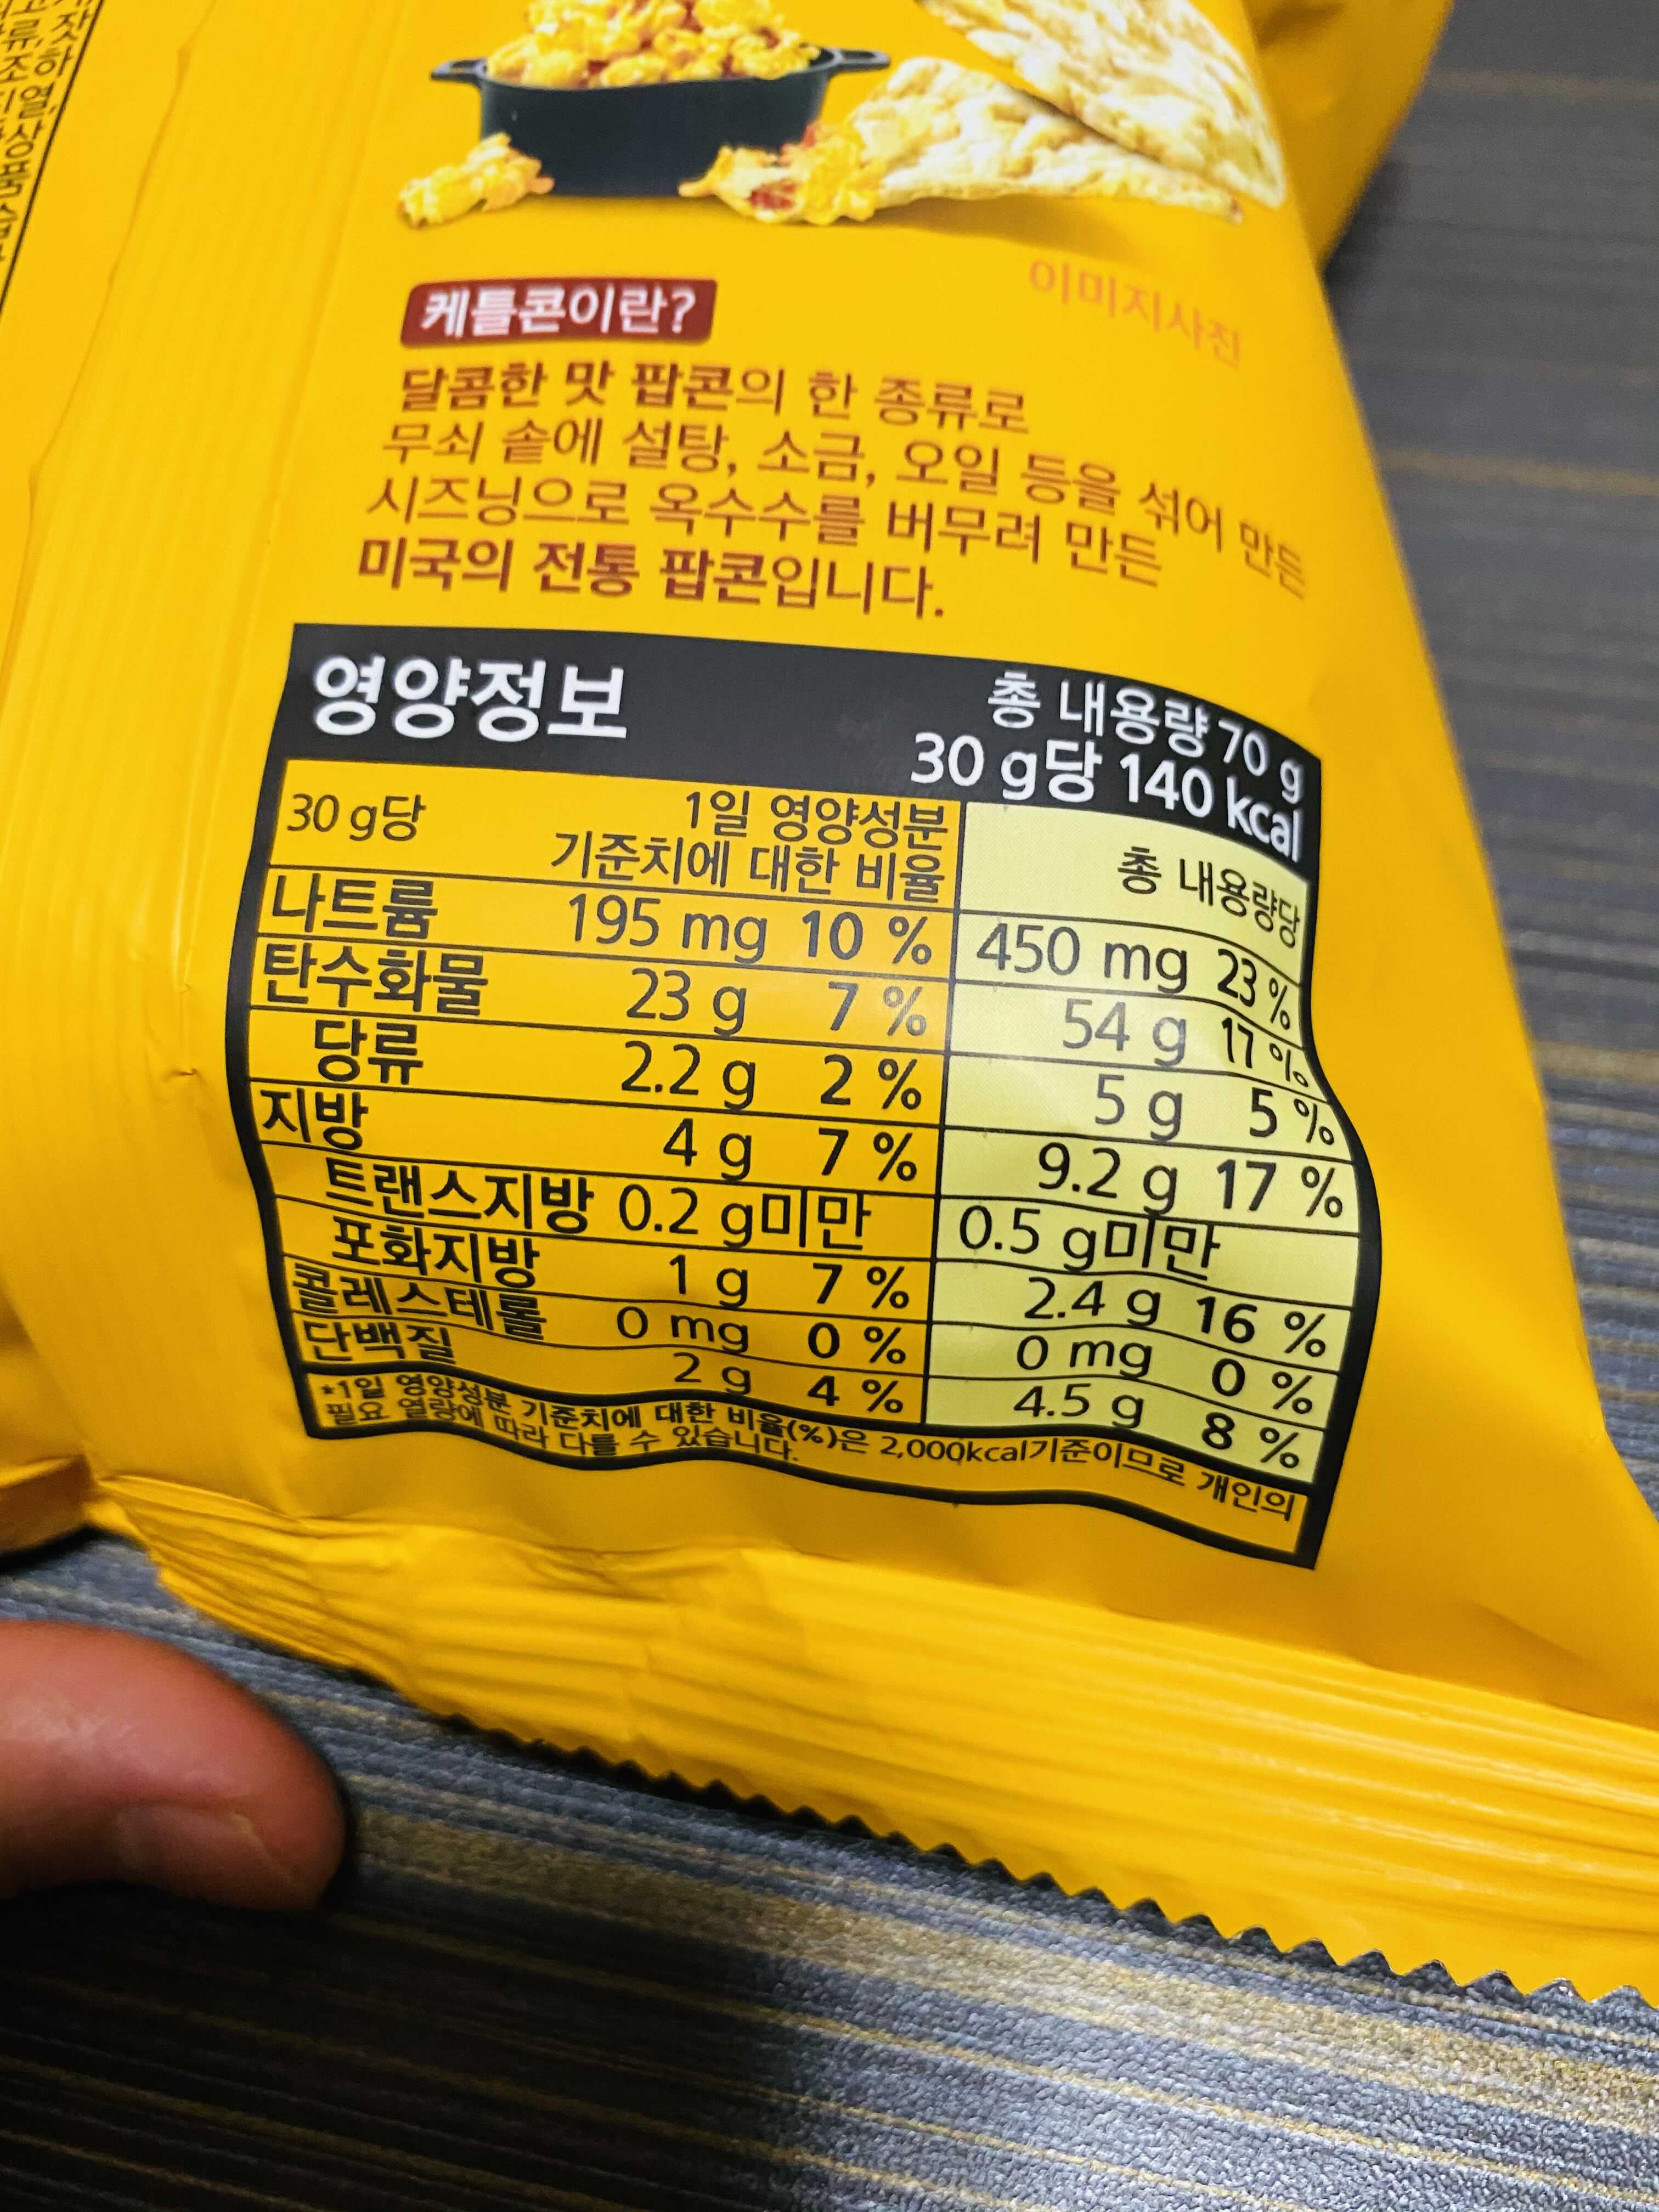 이미지사진
케틀콘이란?
달콤한 맛 팝콘의 한 종류로
무쇠 솥에 설탕, 소금, 오일 등을 섞어 만든
시즈닝으로 옥수수를 버무려 만든
미국의 전통 팝콘입니다.
영양정보
총 내용량 70 g
30 g당 140 kcal
30 g당 1일 영양성분 기준치에 대한 비율 총 내용량당
나트륨 195 mg 10 % 450 mg 23 %
탄수화물 23 g 7 % 54 g 17 %
당류 2.2 g 2 % 5 g 5 %
지방 4 g 7 % 9.2 g 17 %
트랜스지방 0.2 g미만 0.5 g미만
포화지방 1 g 7 % 2.4 g 16 %
콜레스테롤 0 mg 0 % 0 mg 0 %
단백질 2 g 4 % 4.5 g 8 %
*1일 영양성분 기준치에 대한 비율(%)은 2,000kcal기준이므로 개인의
필요 열량에 따라 다를 수 있습니다.